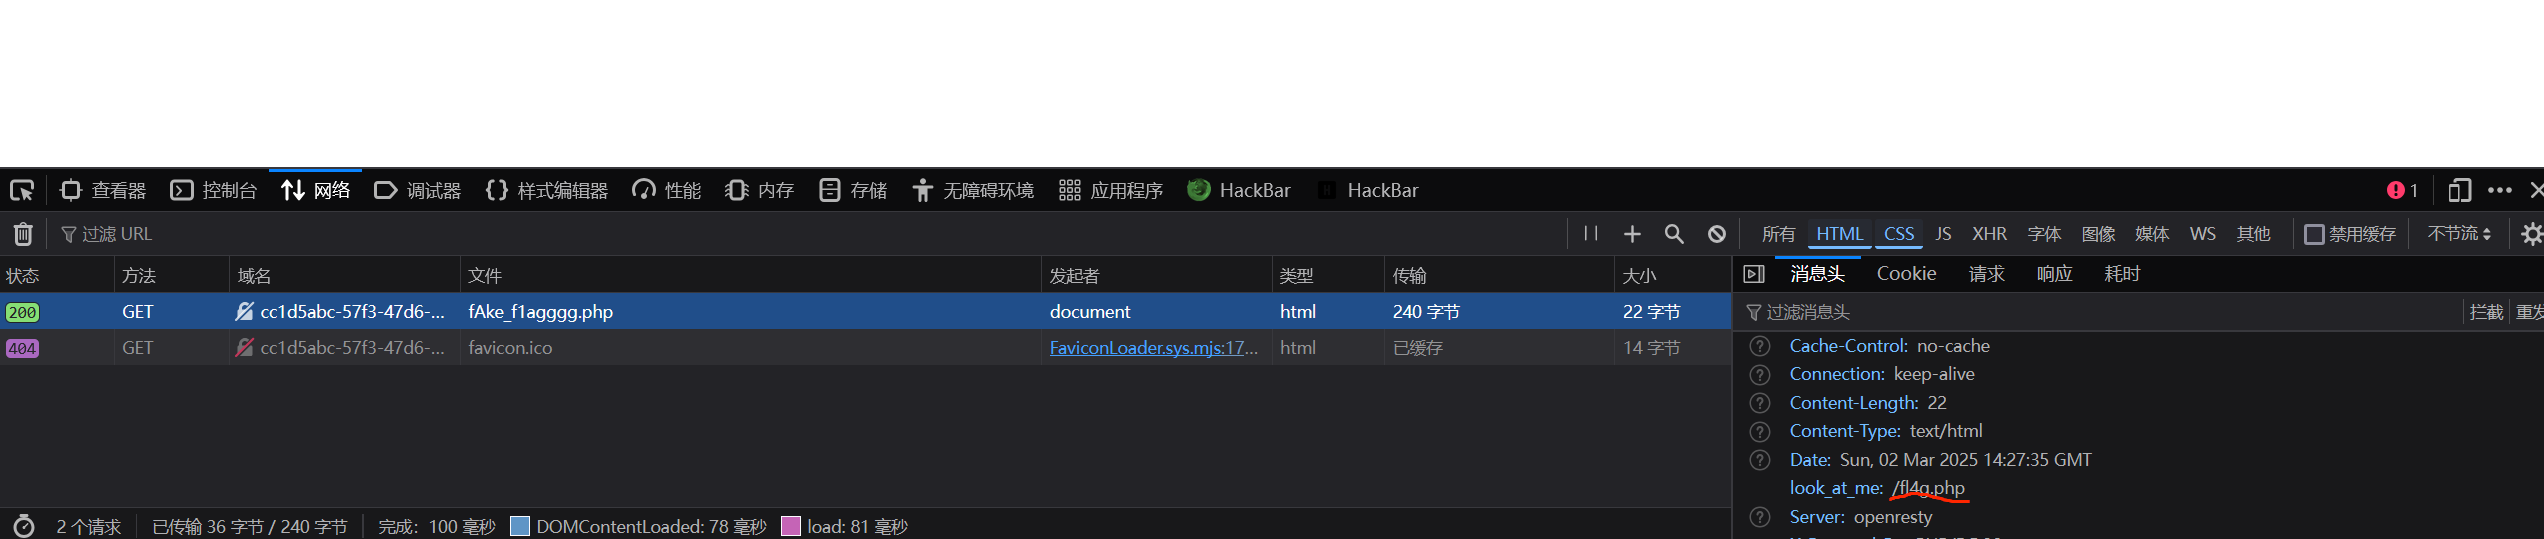 查看器 控制台 网络 调试器 {} 样式编辑器 性能 内存 存储 无障碍环境 应用程序 HackBar HackBar 1
过滤 URL 所有 HTML CSS JS XHR 字体 图像 媒体 WS 其他 禁用缓存 不节流
状态 方法 域名 文件 发起者 类型 传输 大小
200 GET cc1d5abc-57f3-47d6-... fAke_f1agggg.php document html 240 字节 22 字节
404 GET cc1d5abc-57f3-47d6-... favicon.ico FaviconLoader.sys.mjs:17... html 已缓存 14 字节
2 个请求 已传输 36 字节 / 240 字节 完成：100 毫秒 DOMContentLoaded: 78 毫秒 load: 81 毫秒
消息头 Cookie 请求 响应 耗时
过滤消息头 拦截 重发
Cache-Control: no-cache
Connection: keep-alive
Content-Length: 22
Content-Type: text/html
Date: Sun, 02 Mar 2025 14:27:35 GMT
look_at_me: /fl4g.php
Server: openresty